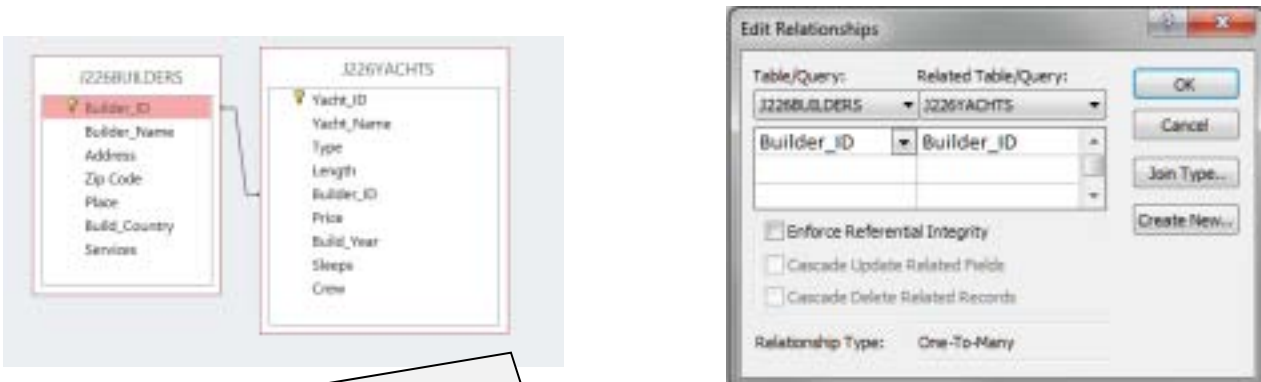 J226BUILDERS
Builder_ID
Builder_Name
Address
Zip Code
Place
Build_Country
Services
J226YACHTS
Yacht_ID
Yacht_Name
Type
Length
Builder_ID
Price
Build_Year
Sleeps
Crew
Edit Relationships
Table/Query: Related Table/Query:
J226BUILDERS J226YACHTS
Builder_ID Builder_ID
Enforce Referential Integrity
Cascade Update Related Fields
Cascade Delete Related Records
Relationship Type: One-To-Many
OK
Cancel
Join Type...
Create New...